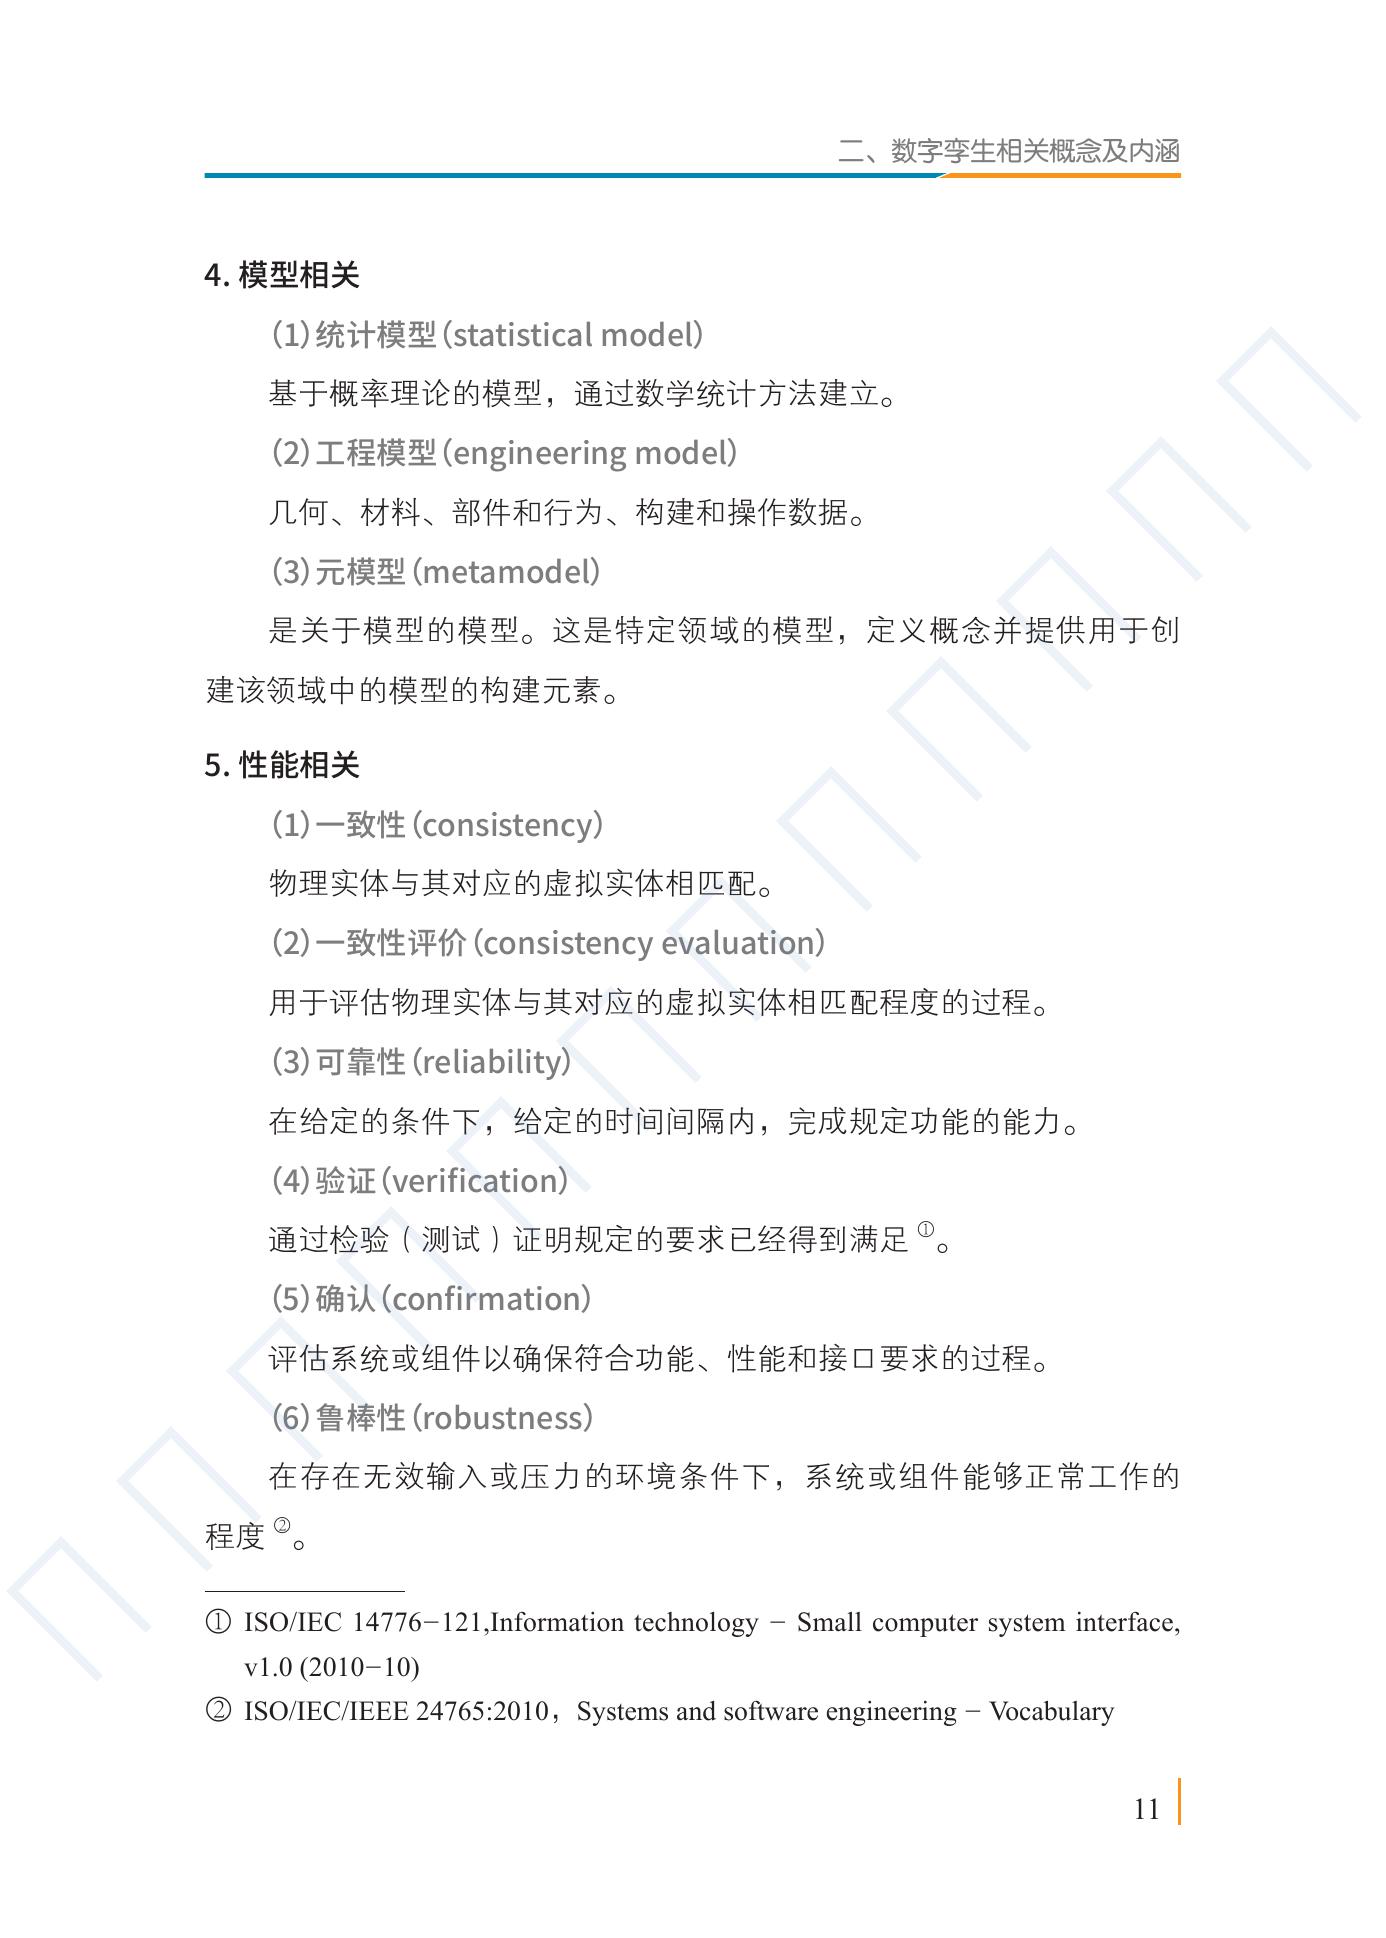 二、数字孪生相关概念及内涵
4. 模型相关
（1）统计模型（statistical model）
基于概率理论的模型，通过数学统计方法建立。
（2）工程模型（engineering model）
几何、材料、部件和行为、构建和操作数据。
（3）元模型（metamodel）
是关于模型的模型。这是特定领域的模型，定义概念并提供用于创
建该领域中的模型的构建元素。
5. 性能相关
（1）一致性（consistency）
物理实体与其对应的虚拟实体相匹配。
（2）一致性评价（consistency evaluation）
用于评估物理实体与其对应的虚拟实体相匹配程度的过程。
（3）可靠性（reliability）
在给定的条件下，给定的时间间隔内，完成规定功能的能力。
（4）验证（verification）
通过检验（测试）证明规定的要求已经得到满足①。
（5）确认（confirmation）
评估系统或组件以确保符合功能、性能和接口要求的过程。
（6）鲁棒性（robustness）
在存在无效输入或压力的环境条件下，系统或组件能够正常工作的
程度②。
① ISO/IEC 14776−121,Information technology − Small computer system interface,
v1.0 (2010−10)
② ISO/IEC/IEEE 24765:2010，Systems and software engineering − Vocabulary
11